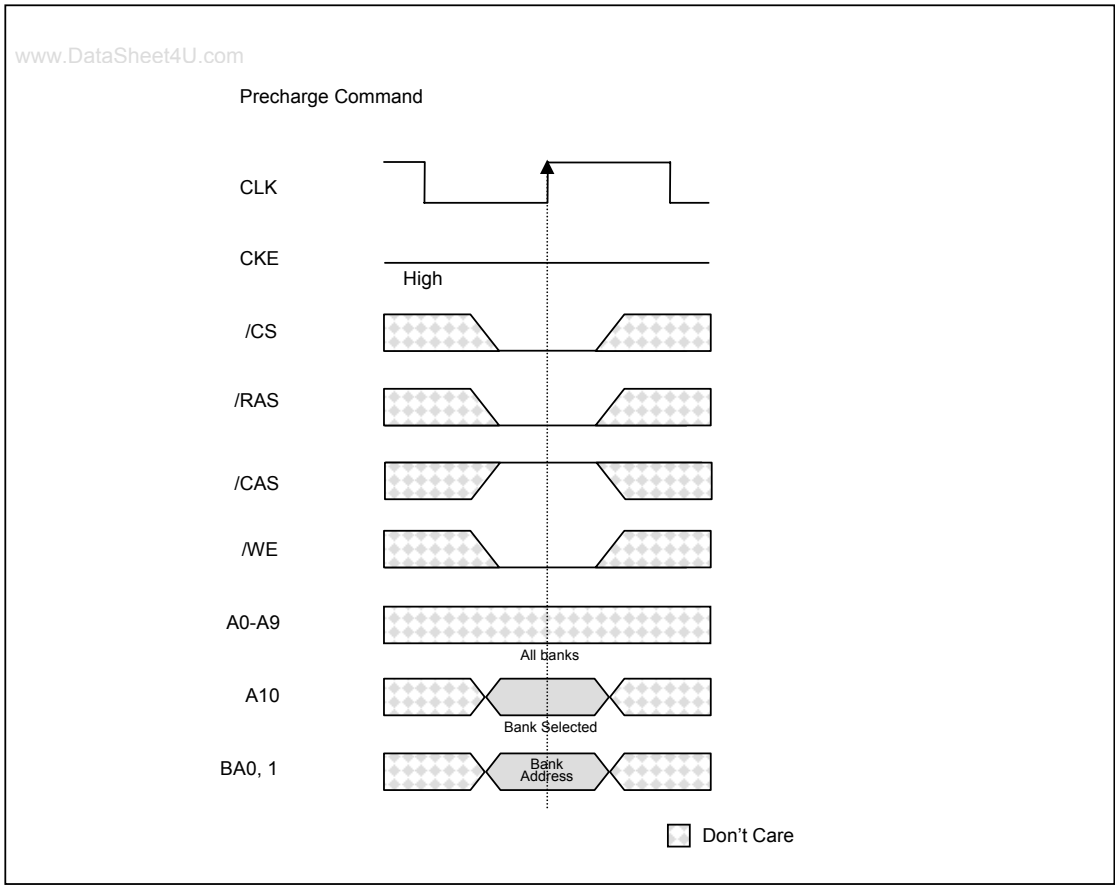 www.DataSheet4U.com
Precharge Command
CLK
CKE
High
/CS
/RAS
/CAS
/WE
A0-A9
All banks
A10
Bank Selected
BA0, 1
Bank
Address
Don't Care